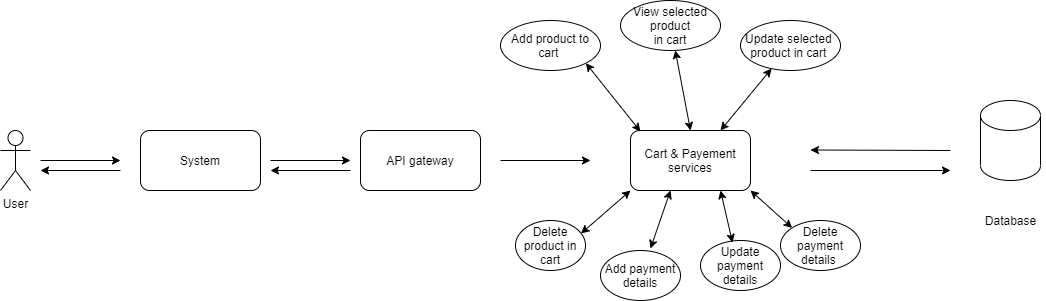 View selected
product
in cart
Add product to
cart
Update selected
product in cart
System
API gateway
Cart & Payement
services
User
Database
Delete
product in
cart
Add payment
details
Update
payment
details
Delete
payment
details